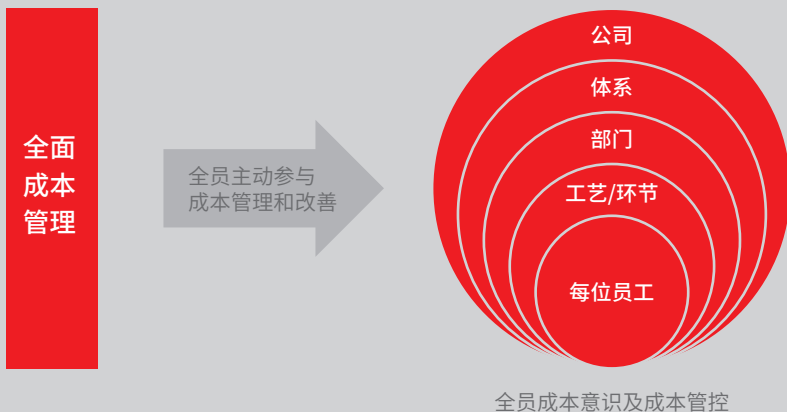 全面
成本
管理
全员主动参与
成本管理和改善
公司
体系
部门
工艺/环节
每位员工
全员成本意识及成本管控